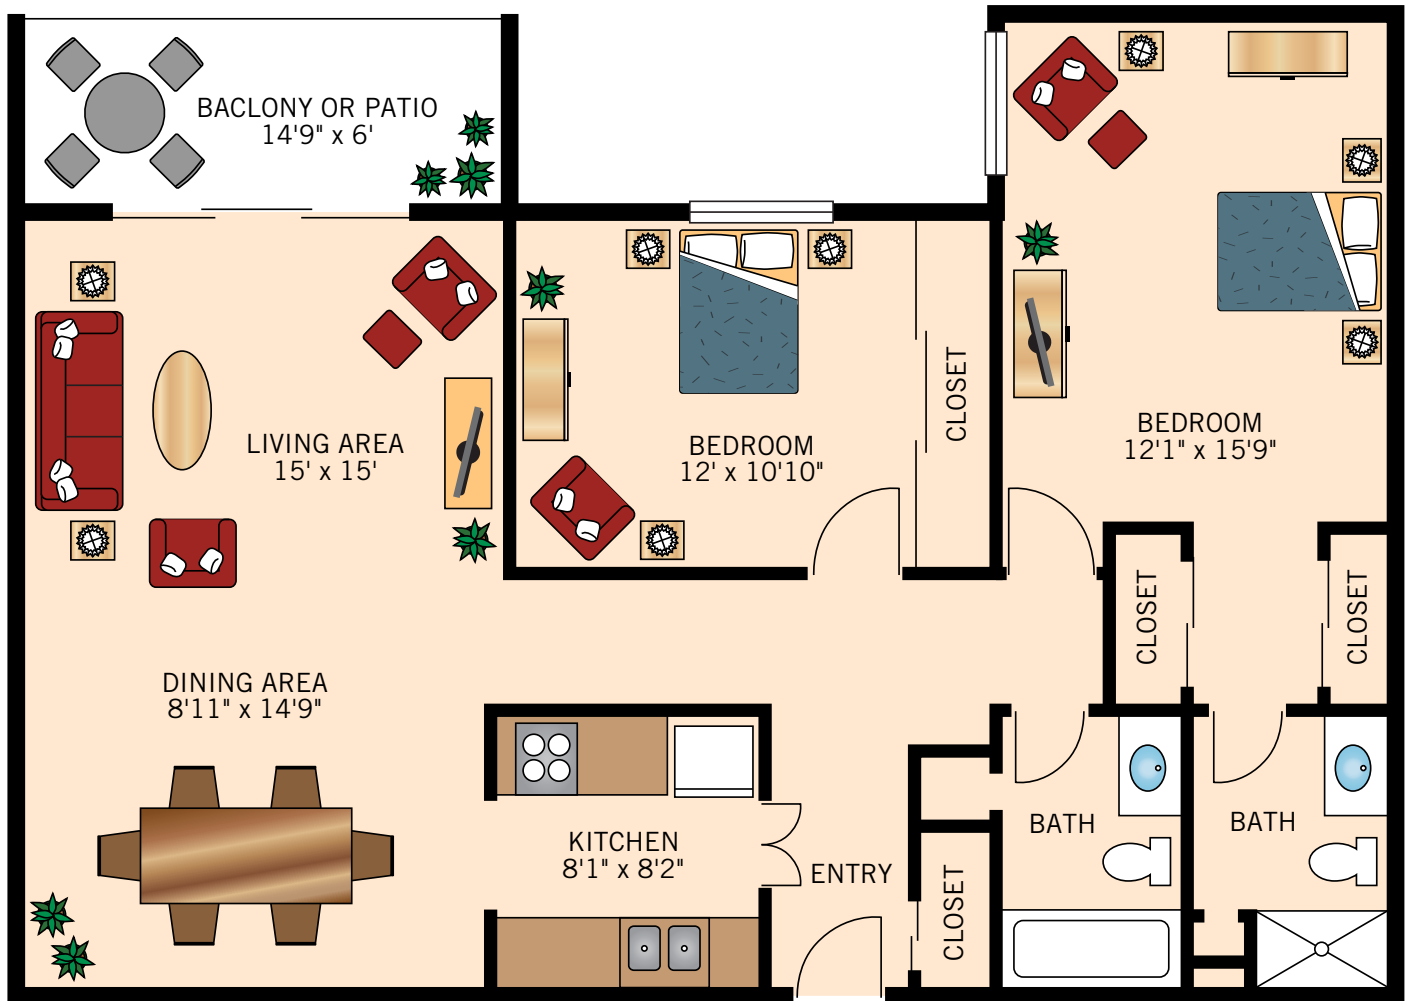 BACLONY OR PATIO
14'9" x 6'
LIVING AREA
15' x 15'
BEDROOM
12' x 10'10"
CLOSET
BEDROOM
12'1" x 15'9"
CLOSET
CLOSET
DINING AREA
8'11" x 14'9"
KITCHEN
8'1" x 8'2"
ENTRY
CLOSET
BATH
BATH